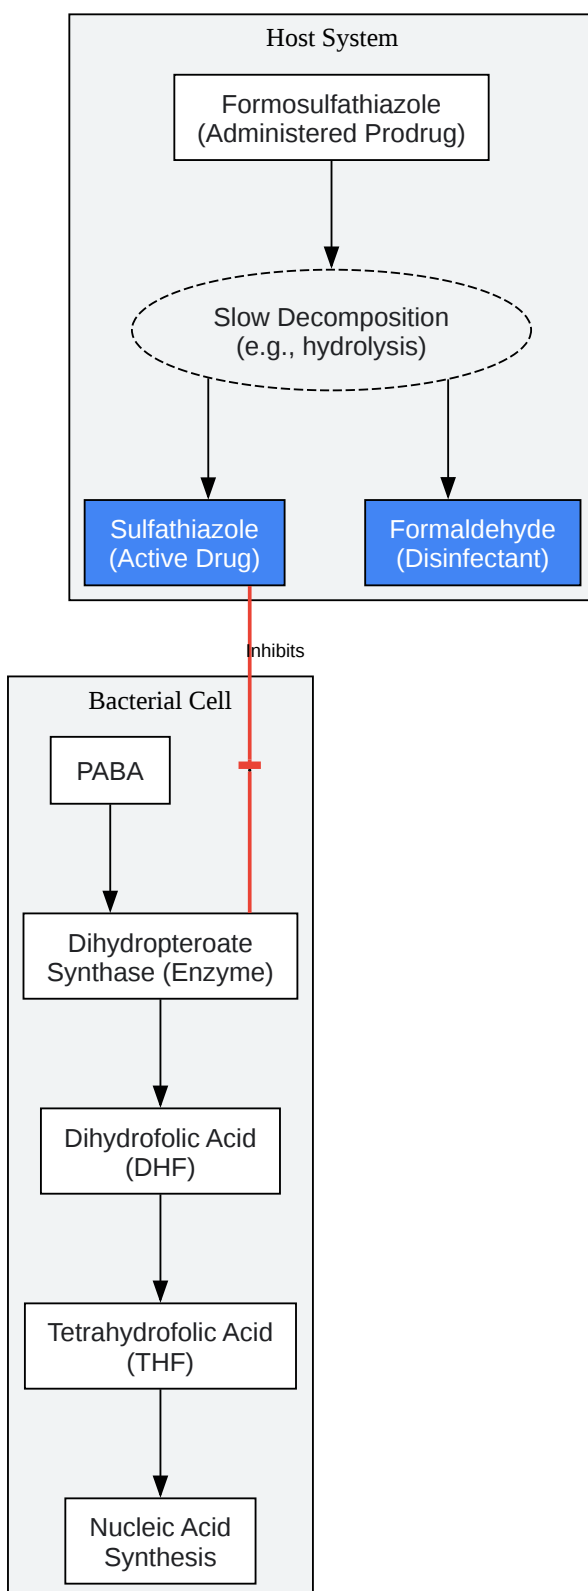 Host System
Formosulfathiazole
(Administered Prodrug)
Slow Decomposition
(e.g., hydrolysis)
Sulfathiazole
(Active Drug)
Formaldehyde
(Disinfectant)
Inhibits
Bacterial Cell
PABA
Dihydropteroate
Synthase (Enzyme)
Dihydrofolic Acid
(DHF)
Tetrahydrofolic Acid
(THF)
Nucleic Acid
Synthesis